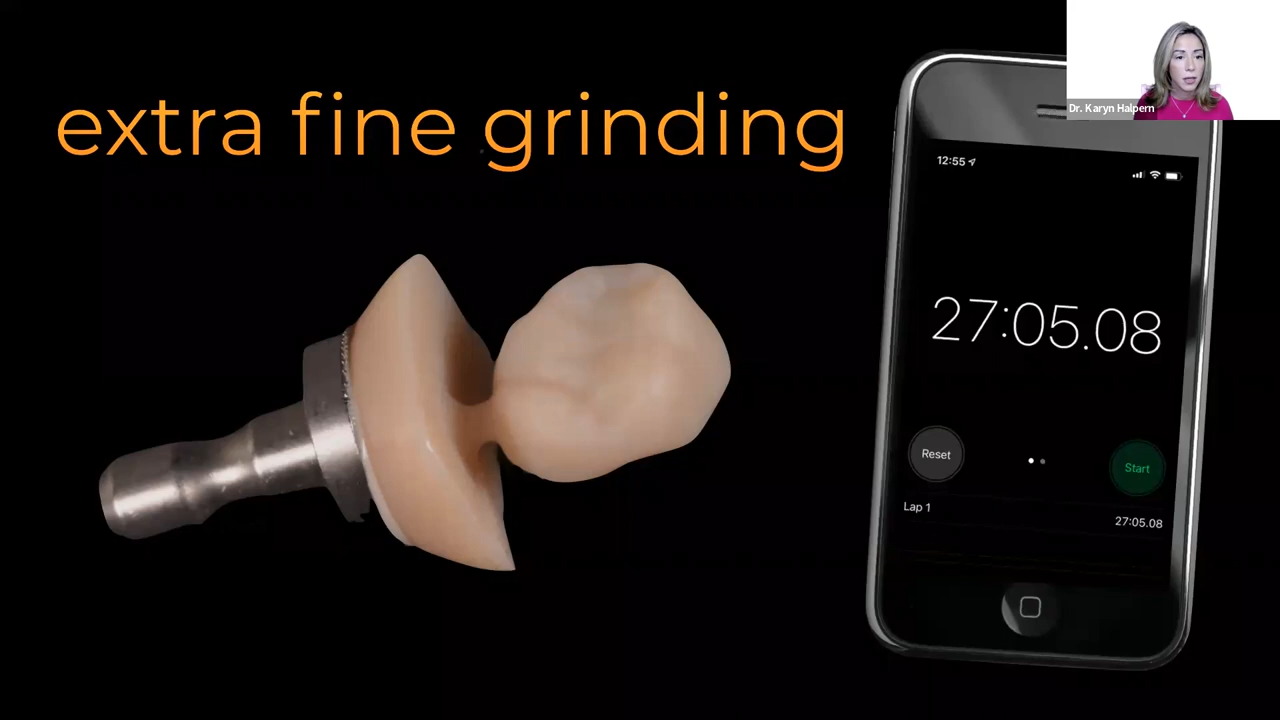 extra fine grinding
Dr. Karyn Halpern
12:55
27:05.08
Reset
Start
Lap 1
27:05.08